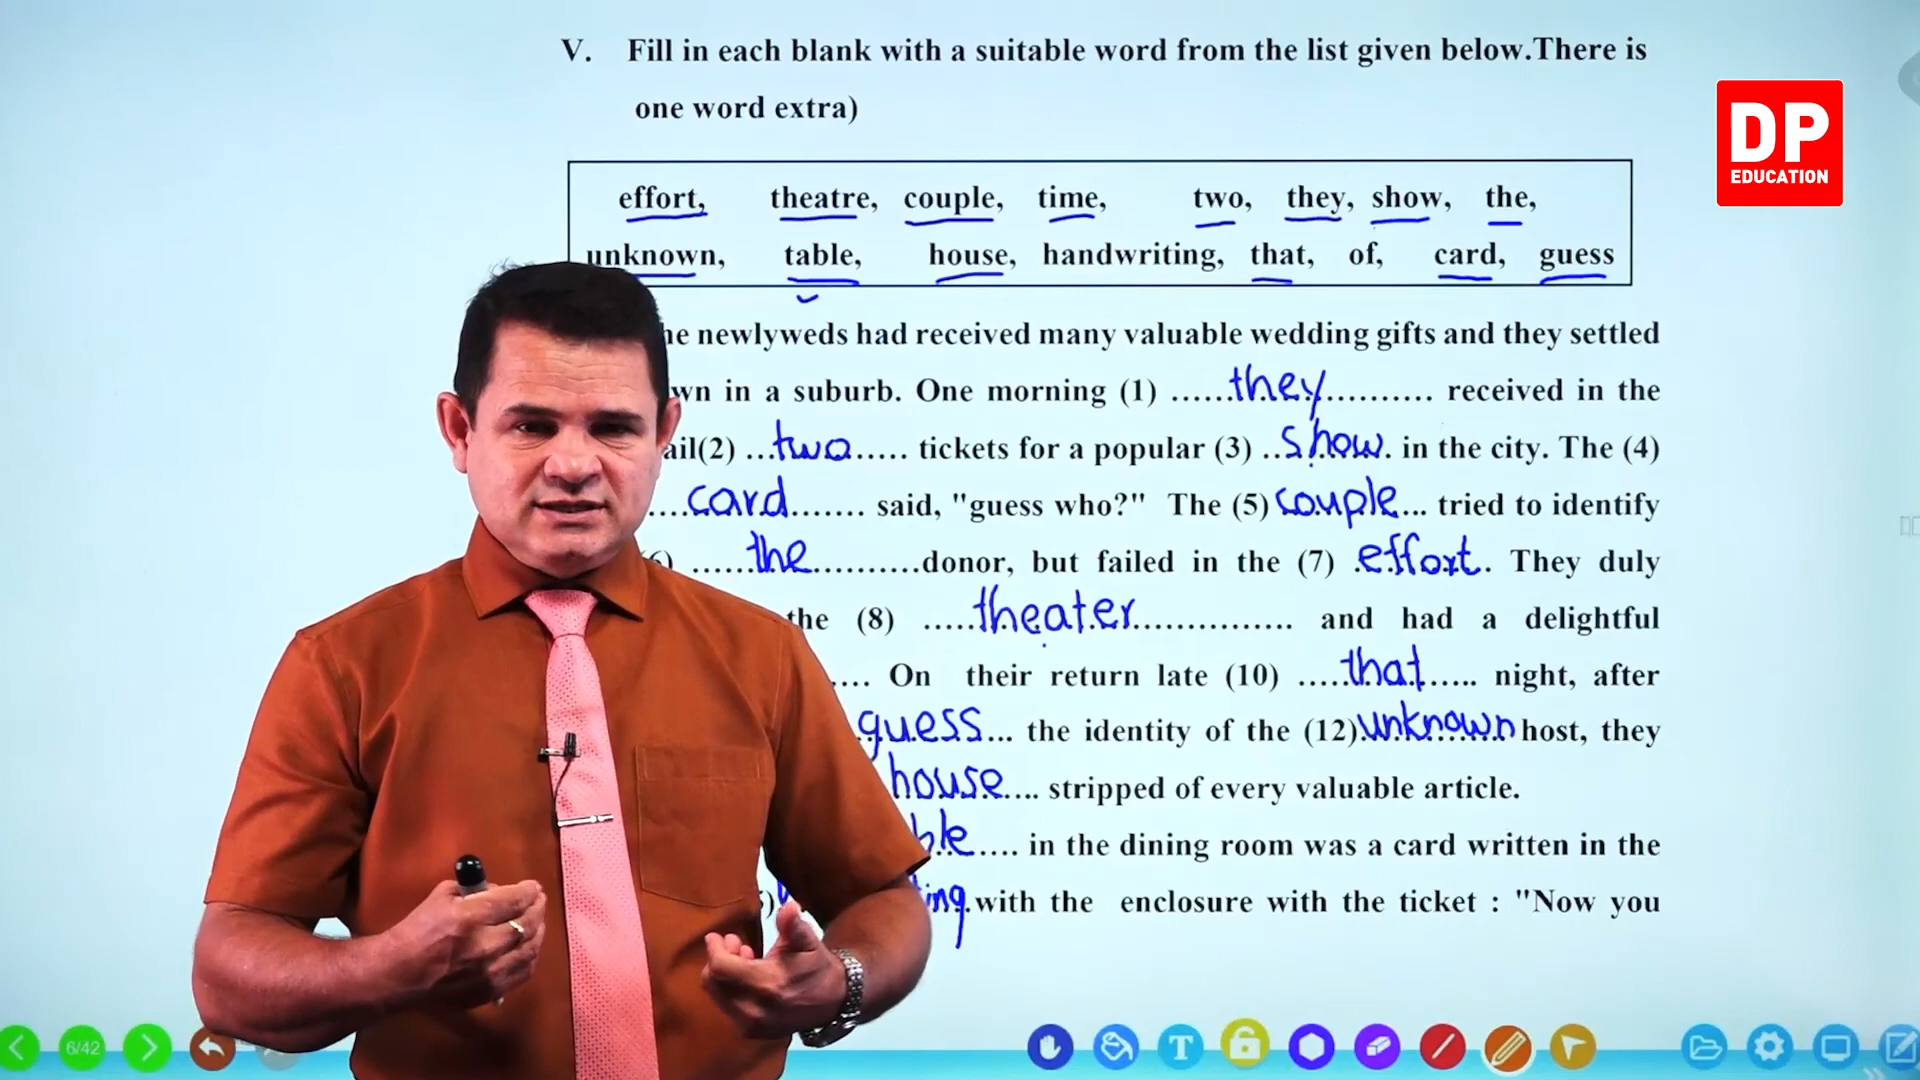 V. Fill in each blank with a suitable word from the list given below.There is
one word extra)
DP
EDUCATION
effort, theatre, couple, time, two, they, show, the,
unknown, table, house, handwriting, that, of, card, guess
he newlyweds had received many valuable wedding gifts and they settled
wn in a suburb. One morning (1) ......they.......... received in the
ail(2) ...two..... tickets for a popular (3) ..show. in the city. The (4)
....card....... said, "guess who?" The (5) couple... tried to identify
......the..........donor, but failed in the (7) .effort. They duly
the (8) .....theater............... and had a delightful
.... On their return late (10) .....that..... night, after
guess... the identity of the (12).unknown host, they
house.... stripped of every valuable article.
ble.... in the dining room was a card written in the
ing.with the enclosure with the ticket : "Now you
6/42
T